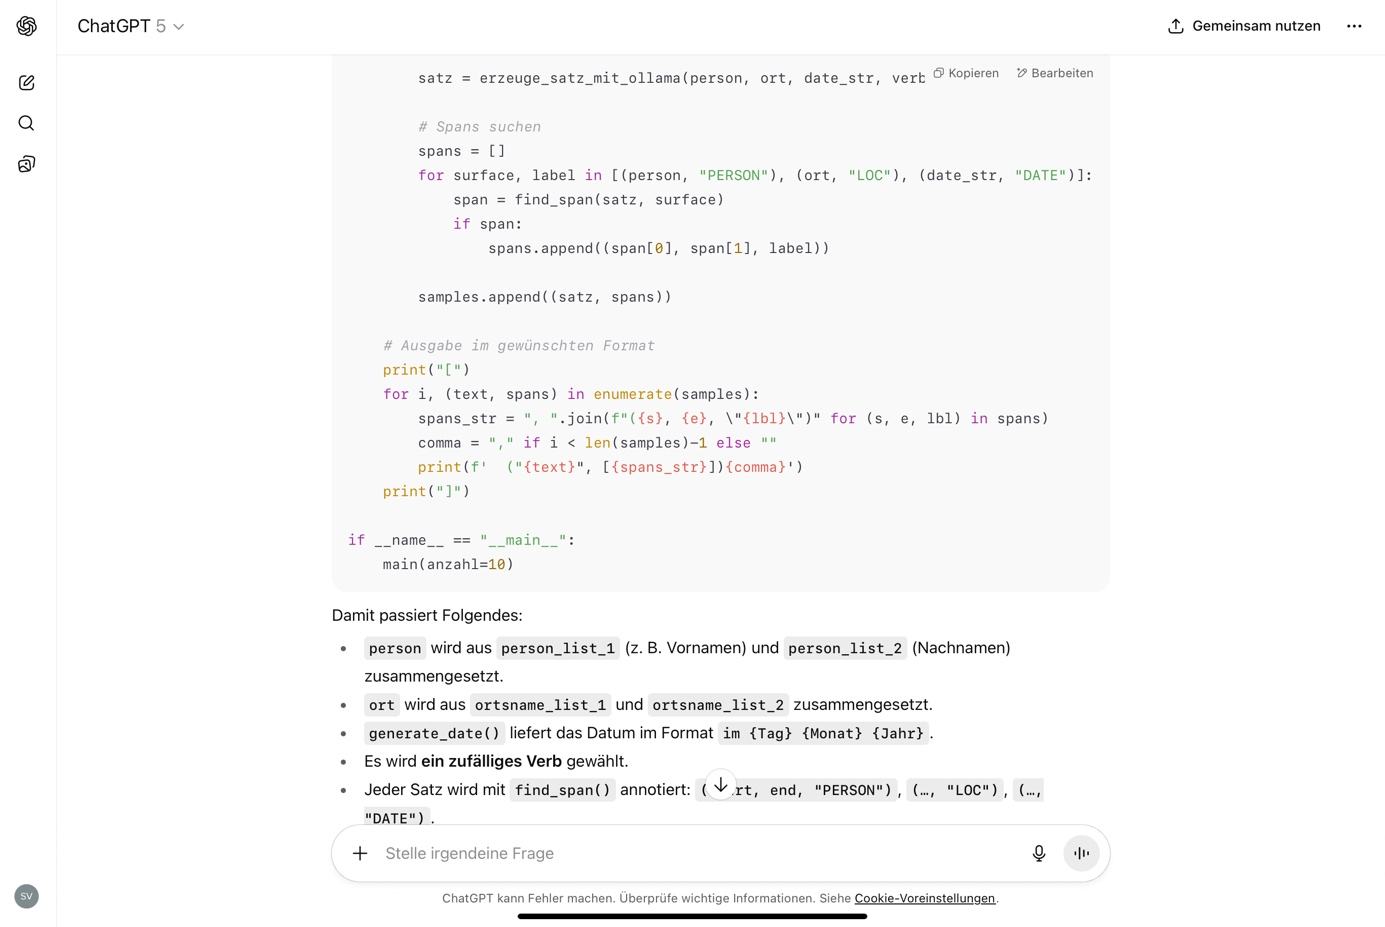 ChatGPT 5
Gemeinsam nutzen
satz = erzeuge_satz_mit_ollama(person, ort, date_str, verb
Kopieren
Bearbeiten
# Spans suchen
spans = []
for surface, label in [(person, "PERSON"), (ort, "LOC"), (date_str, "DATE")]:
span = find_span(satz, surface)
if span:
spans.append((span[0], span[1], label))
samples.append((satz, spans))
# Ausgabe im gewünschten Format
print("[")
for i, (text, spans) in enumerate(samples):
spans_str = ", ".join(f"({s}, {e}, \"{lbl}\")" for (s, e, lbl) in spans)
comma = "," if i < len(samples)-1 else ""
print(f'  ("{text}", [{spans_str}]){comma}')
print("]")
if __name__ == "__main__":
main(anzahl=10)
Damit passiert Folgendes:
• person wird aus person_list_1 (z. B. Vornamen) und person_list_2 (Nachnamen)
zusammengesetzt.
• ort wird aus ortsname_list_1 und ortsname_list_2 zusammengesetzt.
• generate_date() liefert das Datum im Format im {Tag} {Monat} {Jahr}.
• Es wird ein zufälliges Verb gewählt.
• Jeder Satz wird mit find_span() annotiert: ( end, "PERSON"), (…, "LOC"), (…,
"DATE").
Stelle irgendeine Frage
SV
ChatGPT kann Fehler machen. Überprüfe wichtige Informationen. Siehe Cookie-Voreinstellungen.